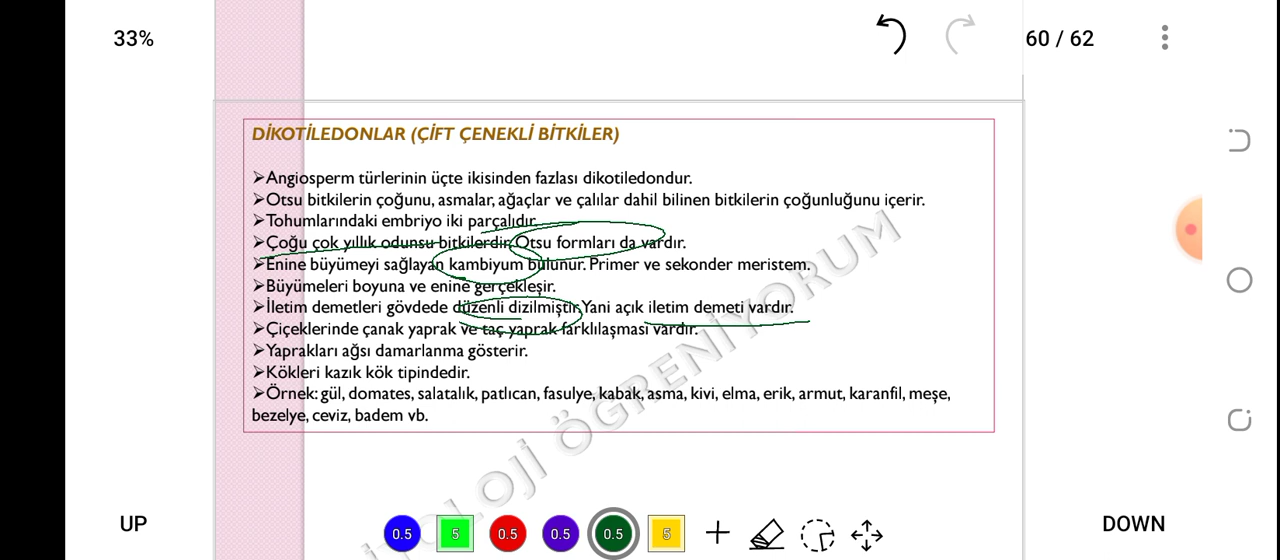 33%
60 / 62
DİKOTİLEDONLAR (ÇİFT ÇENEKLİ BİTKİLER)
➢Angiosperm türlerinin üçte ikisinden fazlası dikotiledondur.
➢Otsu bitkilerin çoğunu, asmalar, ağaçlar ve çalılar dahil bilinen bitkilerin çoğunluğunu içerir.
➢Tohumlarındaki embriyo iki parçalıdır.
➢Çoğu çok yıllık odunsu bitkilerdir. Otsu formları da vardır.
➢Enine büyümeyi sağlayan kambiyum bulunur. Primer ve sekonder meristem.
➢Büyümeleri boyuna ve enine gerçekleşir.
➢İletim demetleri gövdede düzenli dizilmiştir. Yani açık iletim demeti vardır.
➢Çiçeklerinde çanak yaprak ve taç yaprak farklılaşması vardır.
➢Yaprakları ağsı damarlanma gösterir.
➢Kökleri kazık kök tipindedir.
➢Örnek: gül, domates, salatalık, patlıcan, fasulye, kabak, asma, kivi, elma, erik, armut, karanfil, meşe,
bezelye, ceviz, badem vb.
İTOLOJİ ÖĞRENİYORUM
UP
0.5 5 0.5 0.5 0.5 5
DOWN